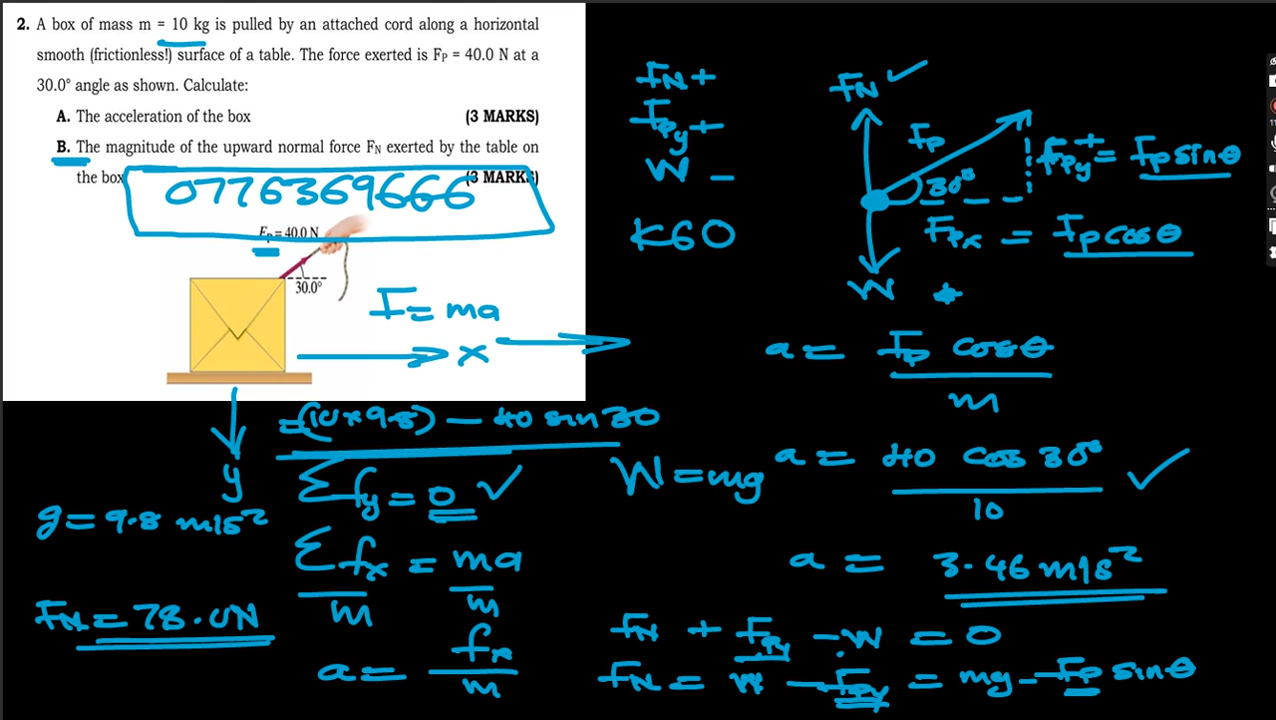 2. A box of mass m = 10 kg is pulled by an attached cord along a horizontal
smooth (frictionless!) surface of a table. The force exerted is FP = 40.0 N at a
30.0° angle as shown. Calculate:
A. The acceleration of the box (3 MARKS)
B. The magnitude of the upward normal force FN exerted by the table on
the box (3 MARKS)
0776369666
FP = 40.0 N
30.0°
F = ma
x
y
g = 9.8 m/s²
FN = 78.0N
= (10×9.8) − 40 sin 30
Σfy = 0 ✓
Σfx = ma
m m
a = fx
m
FN +
FPy +
W −
K60
FN ✓
FP
30°
FPy+ = FP sinθ
FPx = FP cosθ
W
a = FP cosθ
m
W = mg
a = 40 cos 30° ✓
10
a = 3.46 m/s²
FN + FPy − W = 0
FN = W − FPy = mg − FP sinθ